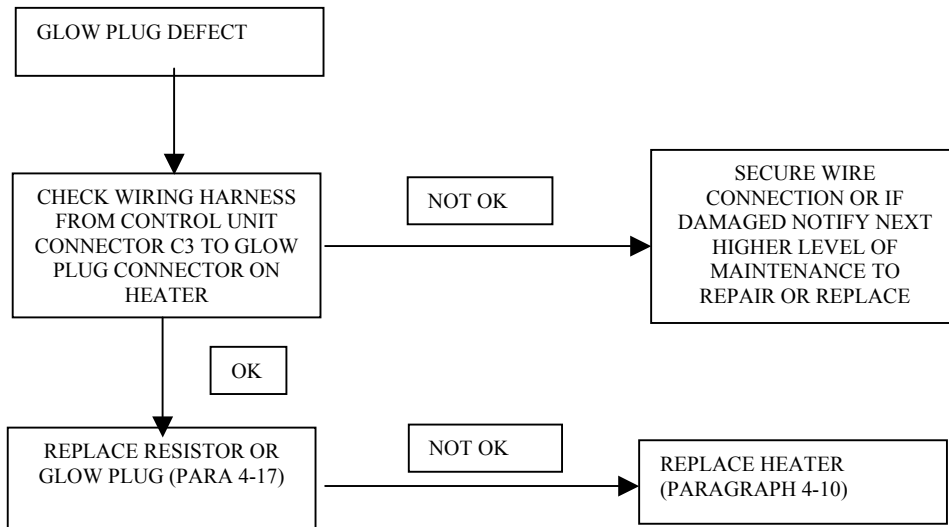 GLOW PLUG DEFECT
CHECK WIRING HARNESS
FROM CONTROL UNIT
CONNECTOR C3 TO GLOW
PLUG CONNECTOR ON
HEATER
NOT OK
SECURE WIRE
CONNECTION OR IF
DAMAGED NOTIFY NEXT
HIGHER LEVEL OF
MAINTENANCE TO
REPAIR OR REPLACE
OK
REPLACE RESISTOR OR
GLOW PLUG (PARA 4-17)
NOT OK
REPLACE HEATER
(PARAGRAPH 4-10)